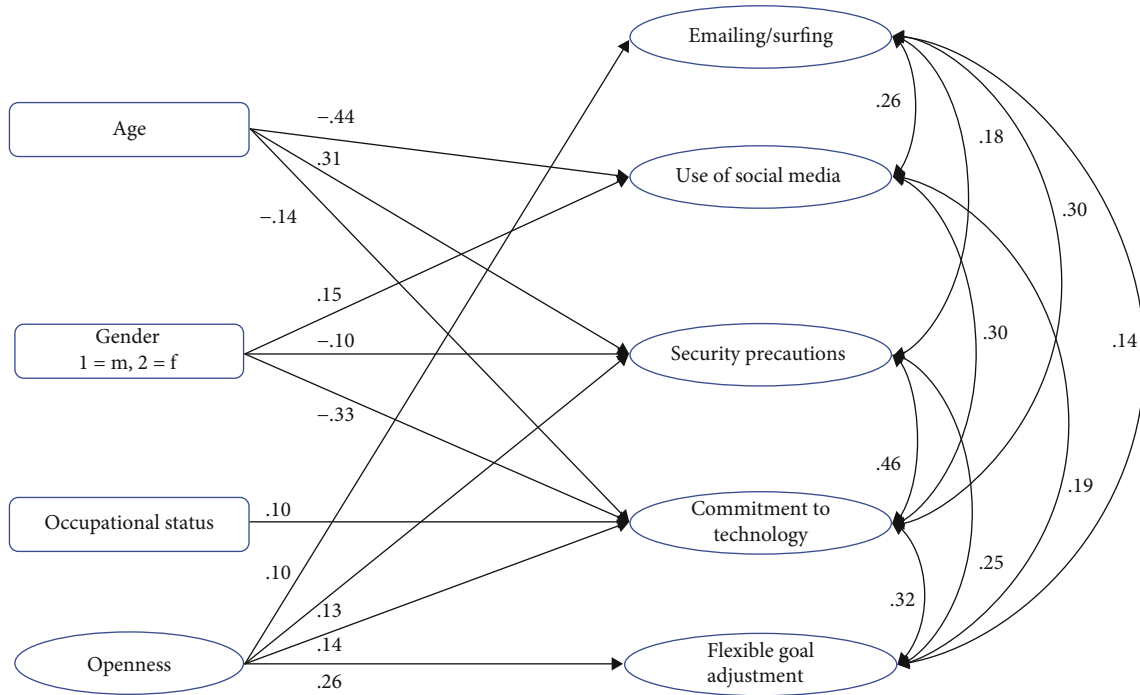 Emailing/surfing
Age
−.44
.26
.31
.18
Use of social media
−.14
.30
.15
Gender
1 = m, 2 = f
−.10
Security precautions
.30
.14
−.33
.46
.19
Occupational status
.10
Commitment to
technology
.10
.25
.13
.32
.14
Openness
Flexible goal
adjustment
.26